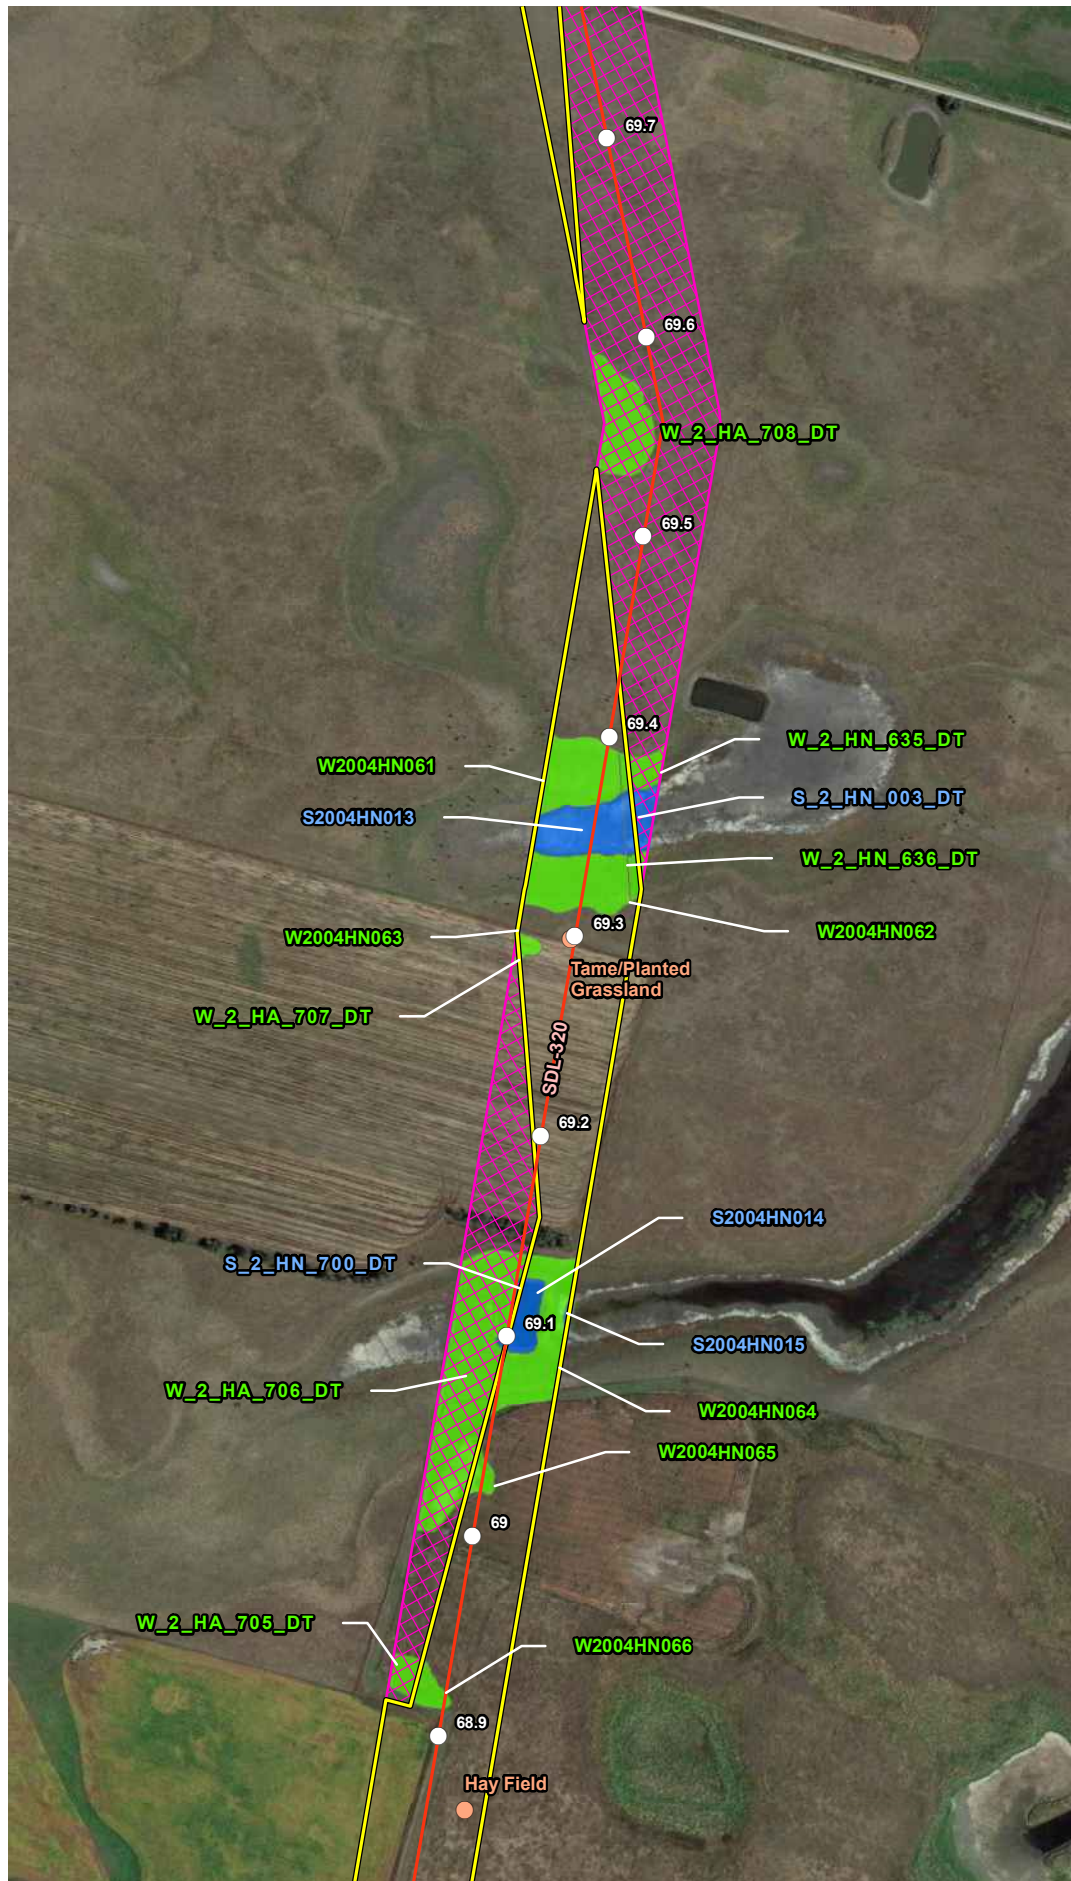 69.7
69.6
W_2_HA_708_DT
69.5
69.4
W_2_HN_635_DT
W2004HN061
S_2_HN_003_DT
S2004HN013
W_2_HN_636_DT
69.3
W2004HN062
W2004HN063
Tame/Planted
Grassland
W_2_HA_707_DT
SDL-320
69.2
S2004HN014
S_2_HN_700_DT
69.1
S2004HN015
W_2_HA_706_DT
W2004HN064
W2004HN065
69
W_2_HA_705_DT
W2004HN066
68.9
Hay Field